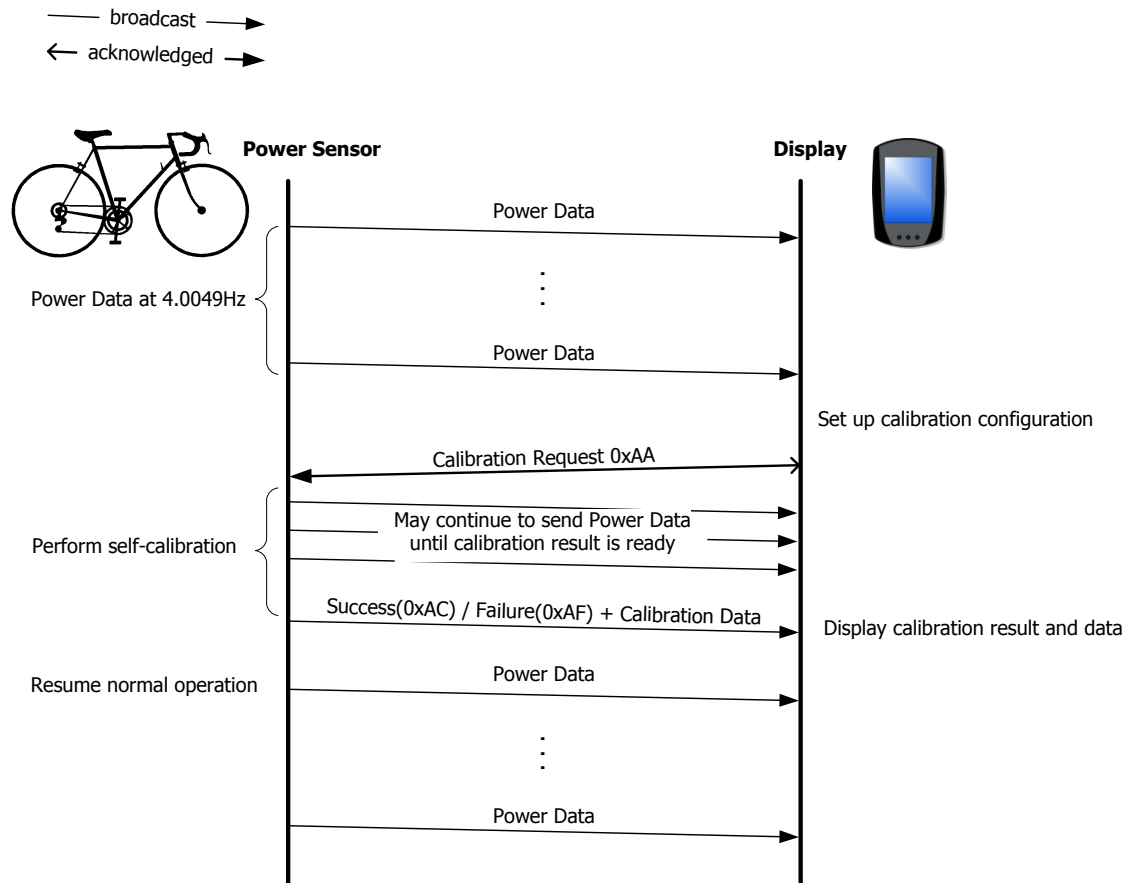 broadcast
acknowledged
Power Sensor
Display
Power Data
Power Data at 4.0049Hz
Power Data
Set up calibration configuration
Calibration Request 0xAA
May continue to send Power Data
until calibration result is ready
Perform self-calibration
Success(0xAC) / Failure(0xAF) + Calibration Data
Display calibration result and data
Power Data
Resume normal operation
Power Data